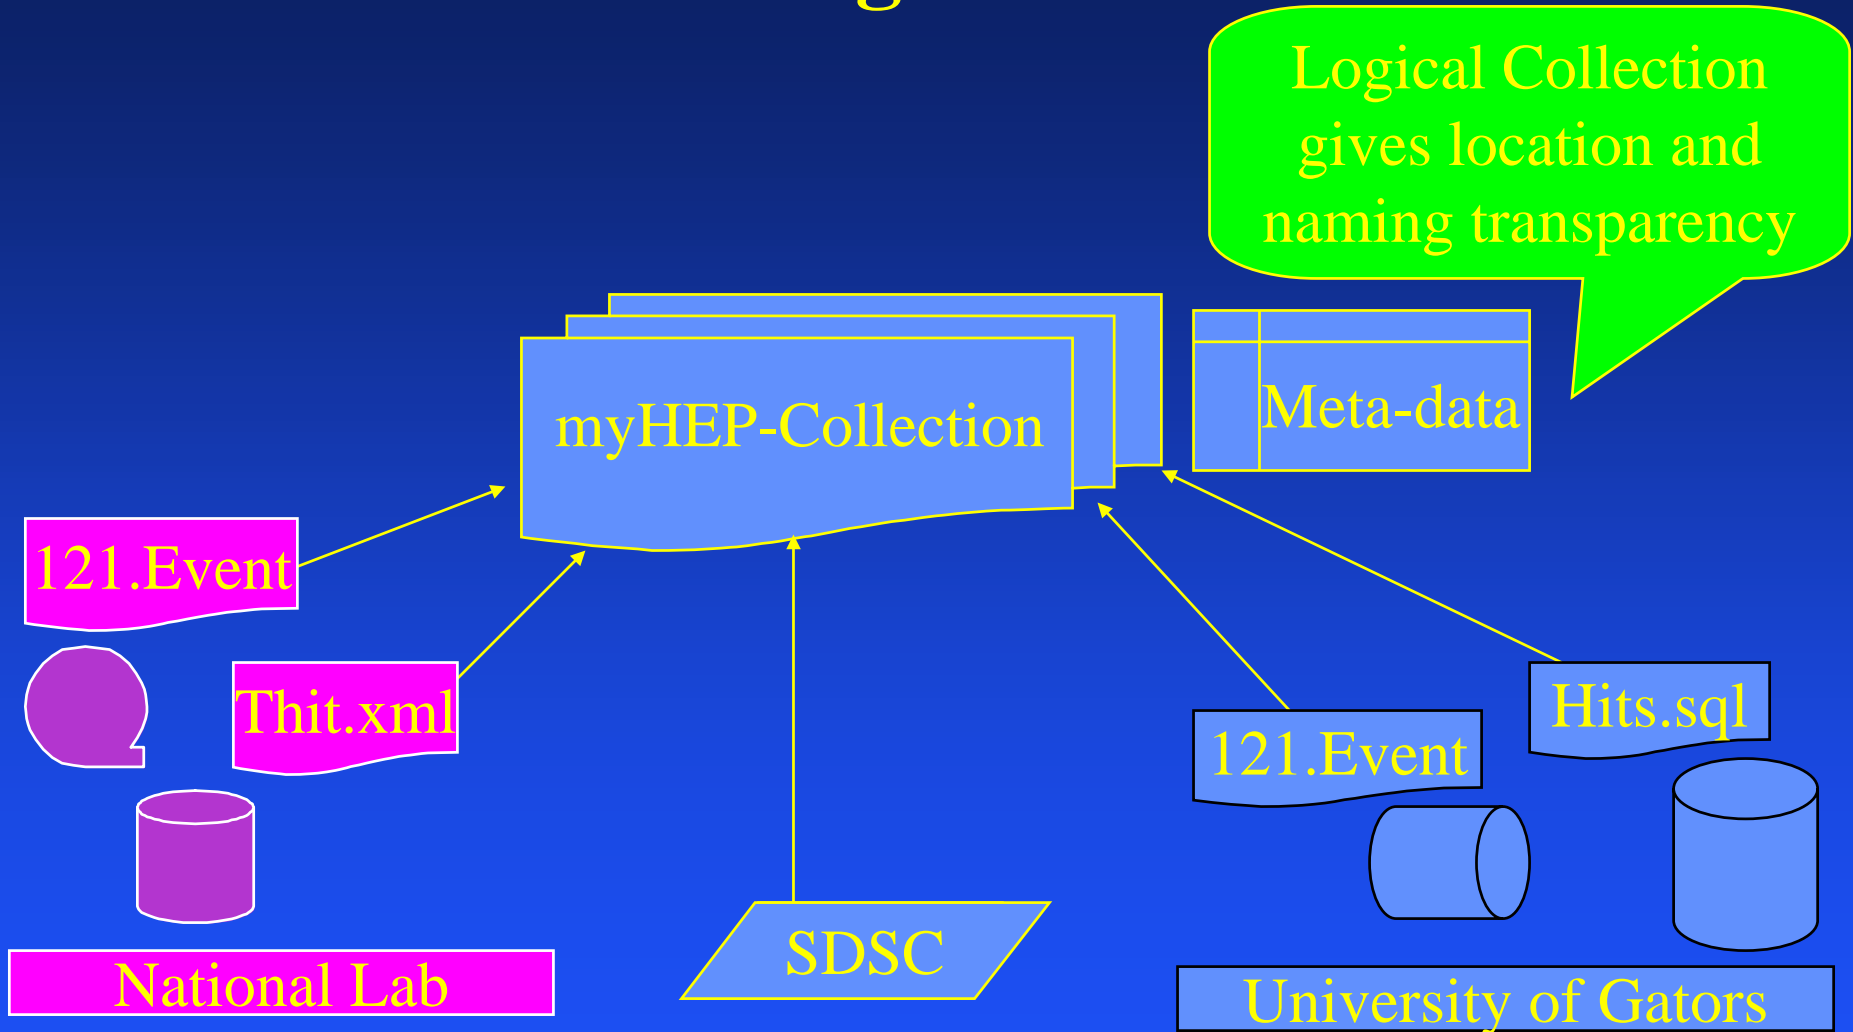 Logical Collection
gives location and
naming transparency
myHEP-Collection
Meta-data
121.Event
Thit.xml
Hits.sql
121.Event
SDSC
National Lab
University of Gators